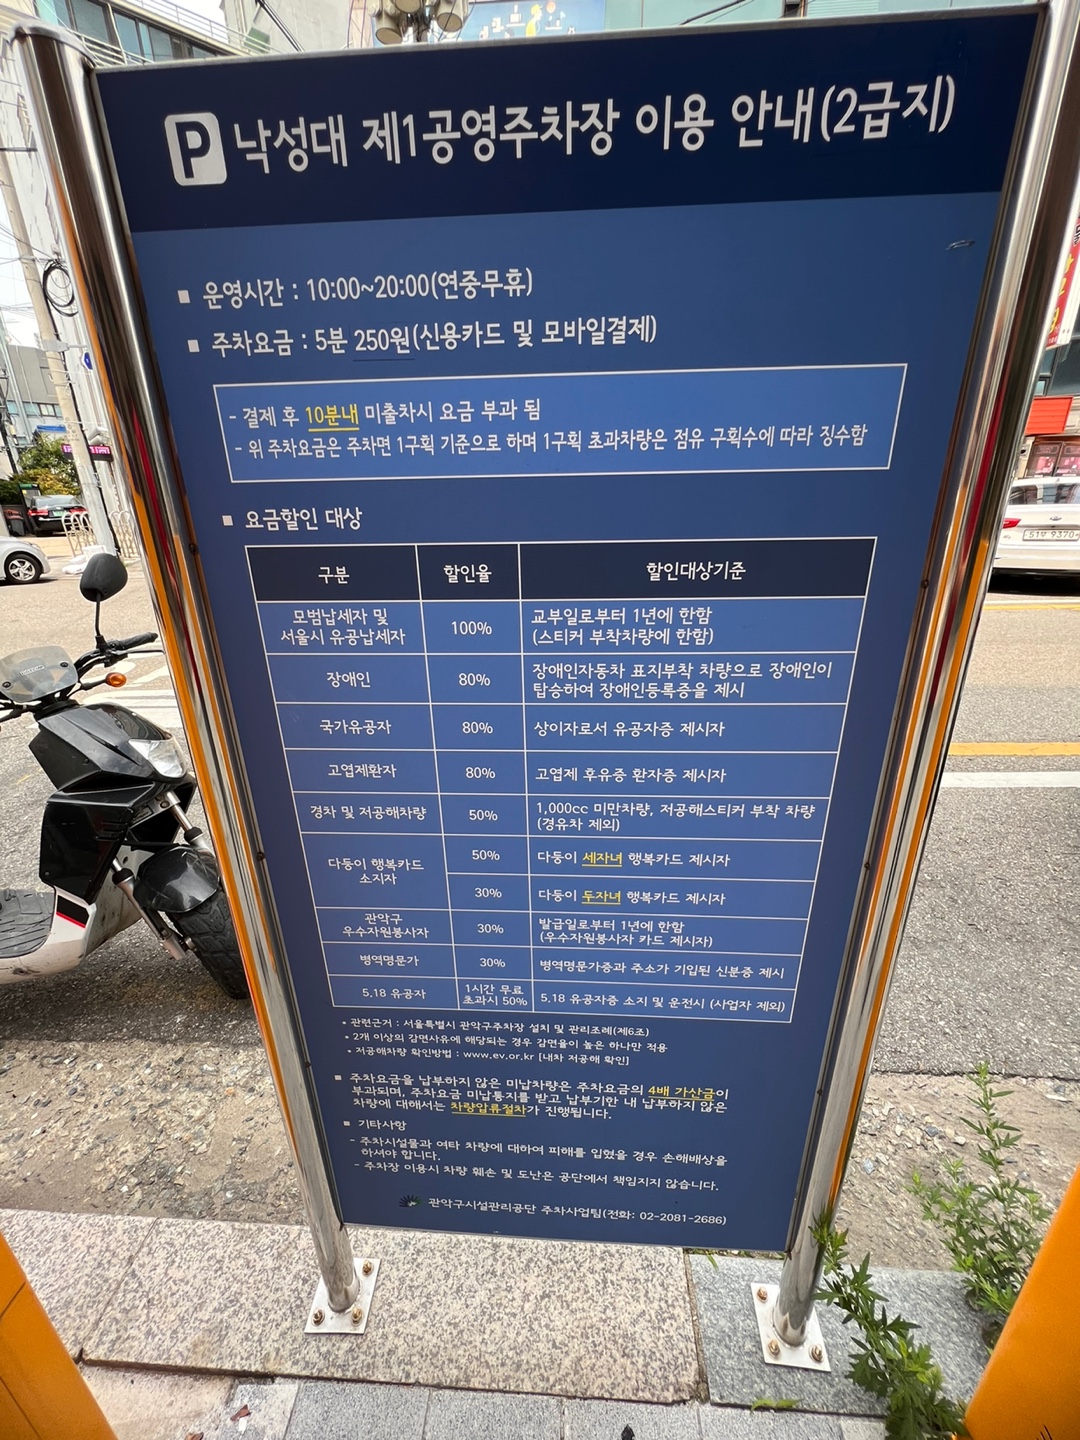 P 낙성대 제1공영주차장 이용 안내(2급지)
■ 운영시간 : 10:00~20:00(연중무휴)
■ 주차요금 : 5분 250원(신용카드 및 모바일결제)
- 결제 후 10분내 미출차시 요금 부과 됨
- 위 주차요금은 주차면 1구획 기준으로 하며 1구획 초과차량은 점유 구획수에 따라 징수함
■ 요금할인 대상
구분 할인율 할인대상기준
모범납세자 및
서울시 유공납세자
100%
교부일로부터 1년에 한함
(스티커 부착차량에 한함)
장애인
80%
장애인자동차 표지부착 차량으로 장애인이
탑승하여 장애인등록증을 제시
국가유공자 80% 상이자로서 유공자증 제시자
고엽제환자 80% 고엽제 후유증 환자증 제시자
경차 및 저공해차량
50%
1,000cc 미만차량, 저공해스티커 부착 차량
(경유차 제외)
다둥이 행복카드
소지자
50% 다둥이 세자녀 행복카드 제시자
30% 다둥이 두자녀 행복카드 제시자
관악구
우수자원봉사자
30%
발급일로부터 1년에 한함
(우수자원봉사자 카드 제시자)
병역명문가 30% 병역명문가증과 주소가 기입된 신분증 제시
5.18 유공자
1시간 무료
초과시 50%
5.18 유공자증 소지 및 운전시 (사업자 제외)
• 관련근거 : 서울특별시 관악구주차장 설치 및 관리조례(제6조)
• 2개 이상의 감면사유에 해당되는 경우 감면율이 높은 하나만 적용
• 저공해차량 확인방법 : www.ev.or.kr [내차 저공해 확인]
■ 주차요금을 납부하지 않은 미납차량은 주차요금의 4배 가산금이
부과되며, 주차요금 미납통지를 받고 납부기한 내 납부하지 않은
차량에 대해서는 차량압류절차가 진행됩니다.
■ 기타사항
- 주차시설물과 여타 차량에 대하여 피해를 입혔을 경우 손해배상을
하셔야 합니다.
- 주차장 이용시 차량 훼손 및 도난은 공단에서 책임지지 않습니다.
관악구시설관리공단 주차사업팀(전화: 02-2081-2686)